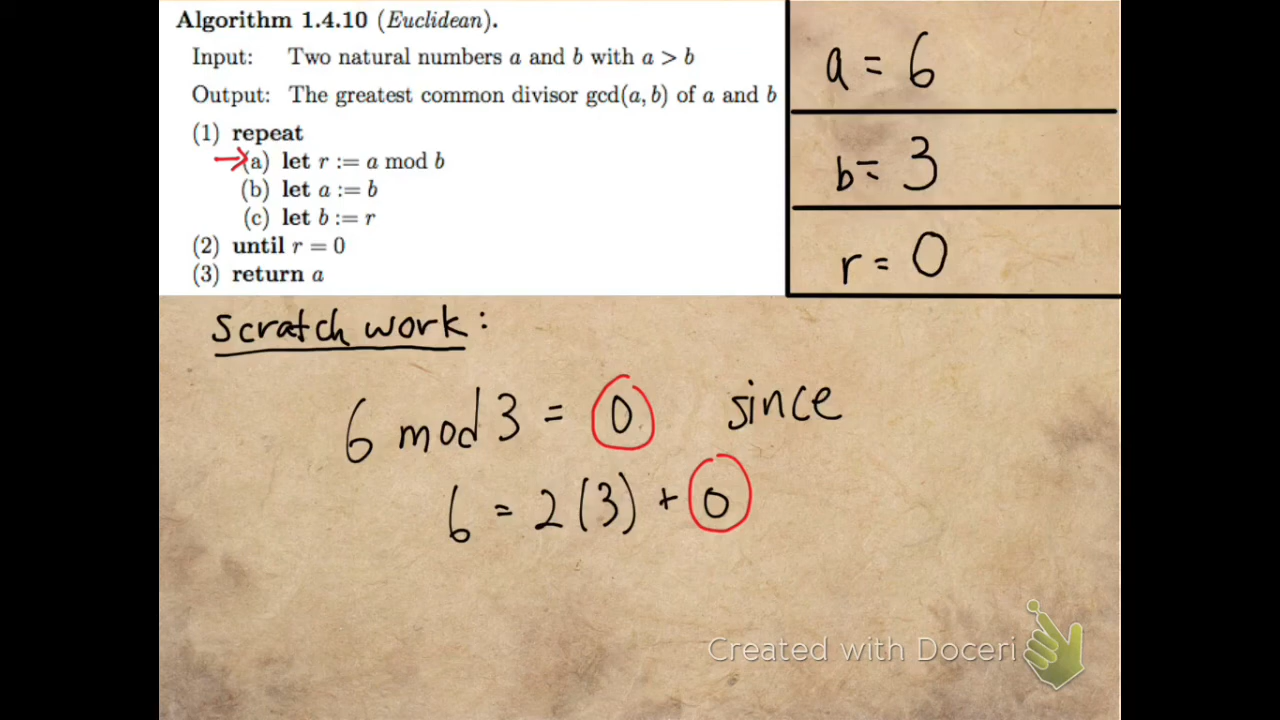 Algorithm 1.4.10 (Euclidean).
Input: Two natural numbers a and b with a > b
Output: The greatest common divisor gcd(a, b) of a and b
(1) repeat
(a) let r := a mod b
(b) let a := b
(c) let b := r
(2) until r = 0
(3) return a
a = 6
b = 3
r = 0
Scratch work:
6 mod 3 = 0 since
6 = 2(3) + 0
Created with Doceri